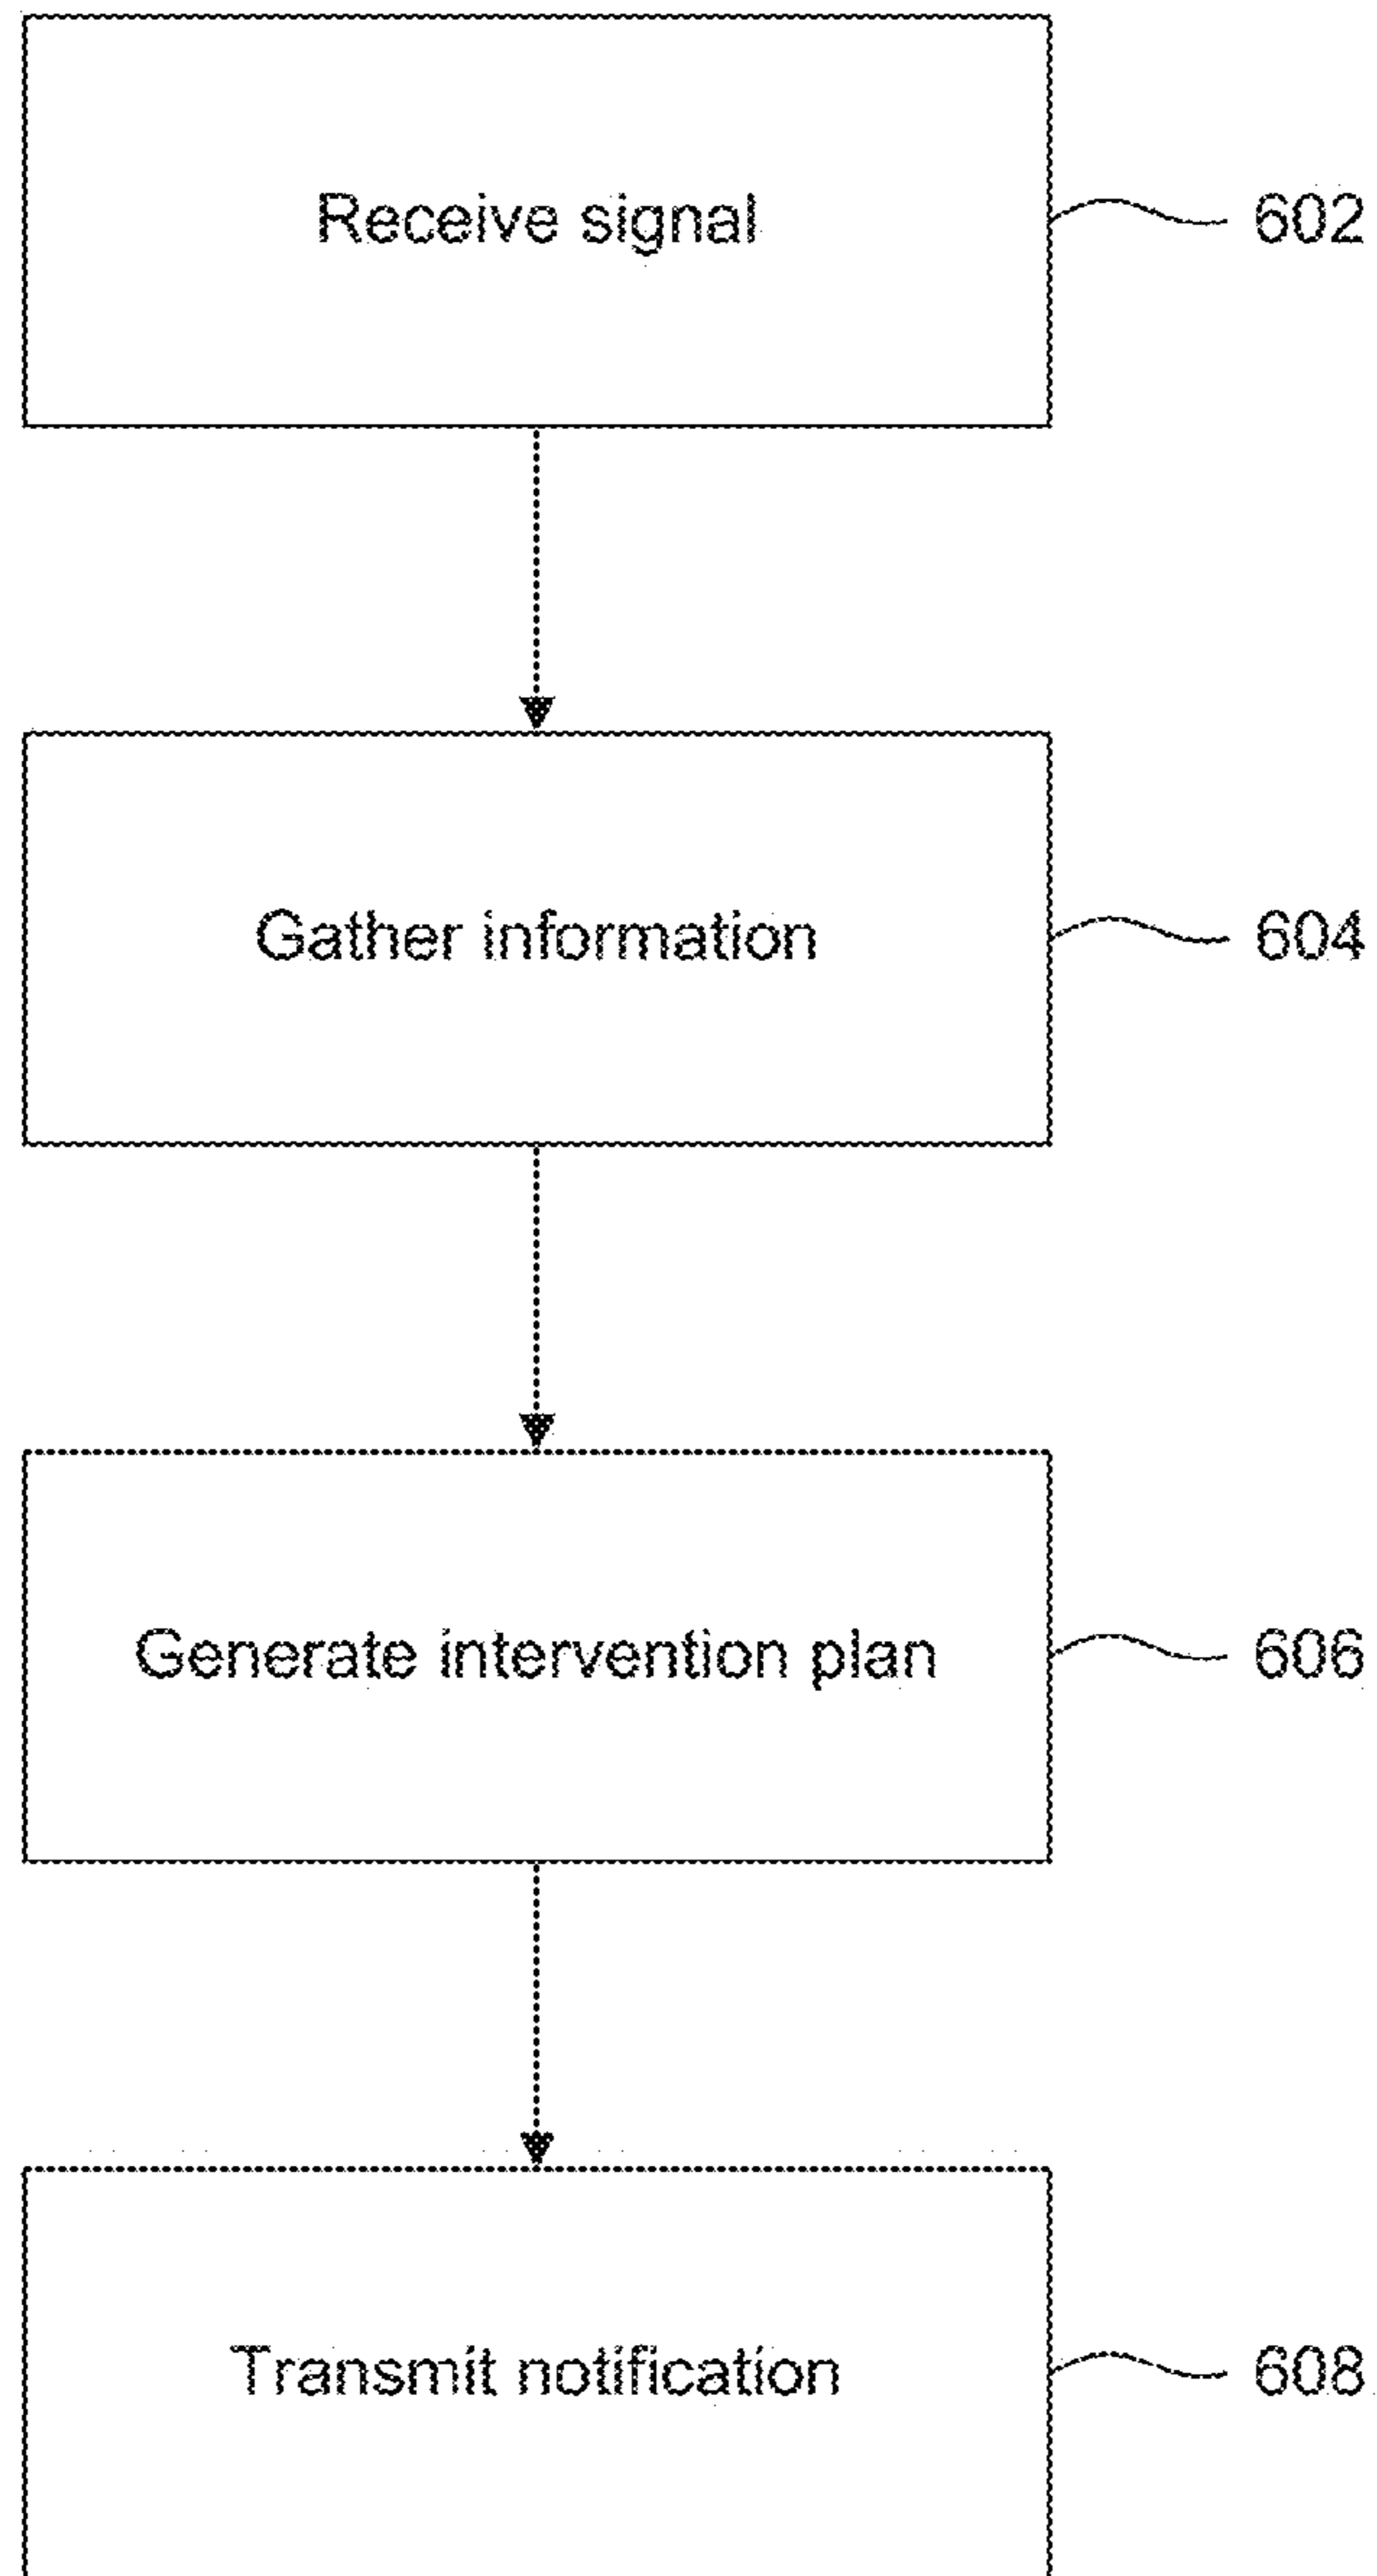 Receive signal
602
Gather information
604
Generate intervention plan
606
Transmit notification
608